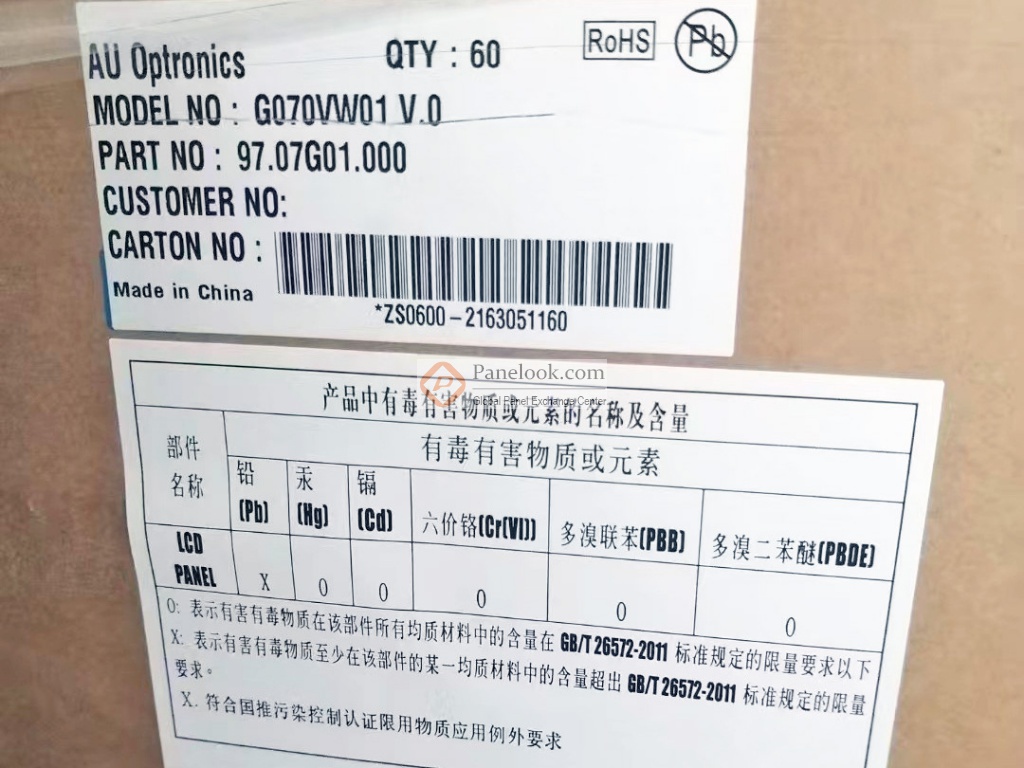 AU Optronics
QTY : 60
RoHS
Pb
MODEL NO : G070VW01 V.0
PART NO : 97.07G01.000
CUSTOMER NO:
CARTON NO :
Made in China
*ZS0600-2163051160
Panelook.com
Global Panel Exchange Center
产品中有毒有害物质或元素的名称及含量
部件
名称
有毒有害物质或元素
铅
(Pb)
汞
(Hg)
镉
(Cd)
六价铬(Cr(VI))
多溴联苯(PBB)
多溴二苯醚(PBDE)
LCD
PANEL
X
O
O
O
O
O
O: 表示有害有毒物质在该部件所有均质材料中的含量在 GB/T 26572-2011 标准规定的限量要求以下
X: 表示有害有毒物质至少在该部件的某一均质材料中的含量超出 GB/T 26572-2011 标准规定的限量
要求。
X. 符合国推污染控制认证限用物质应用例外要求